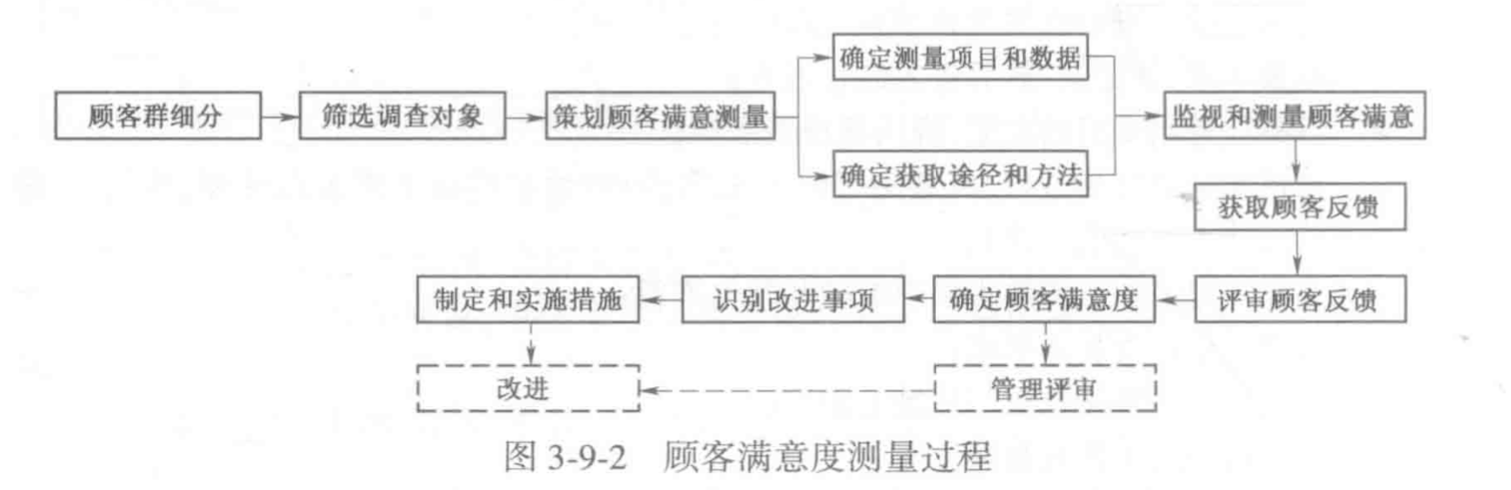 顾客群细分
筛选调查对象
策划顾客满意测量
确定测量项目和数据
确定获取途径和方法
监视和测量顾客满意
获取顾客反馈
评审顾客反馈
确定顾客满意度
识别改进事项
制定和实施措施
改进
管理评审
图 3-9-2 顾客满意度测量过程